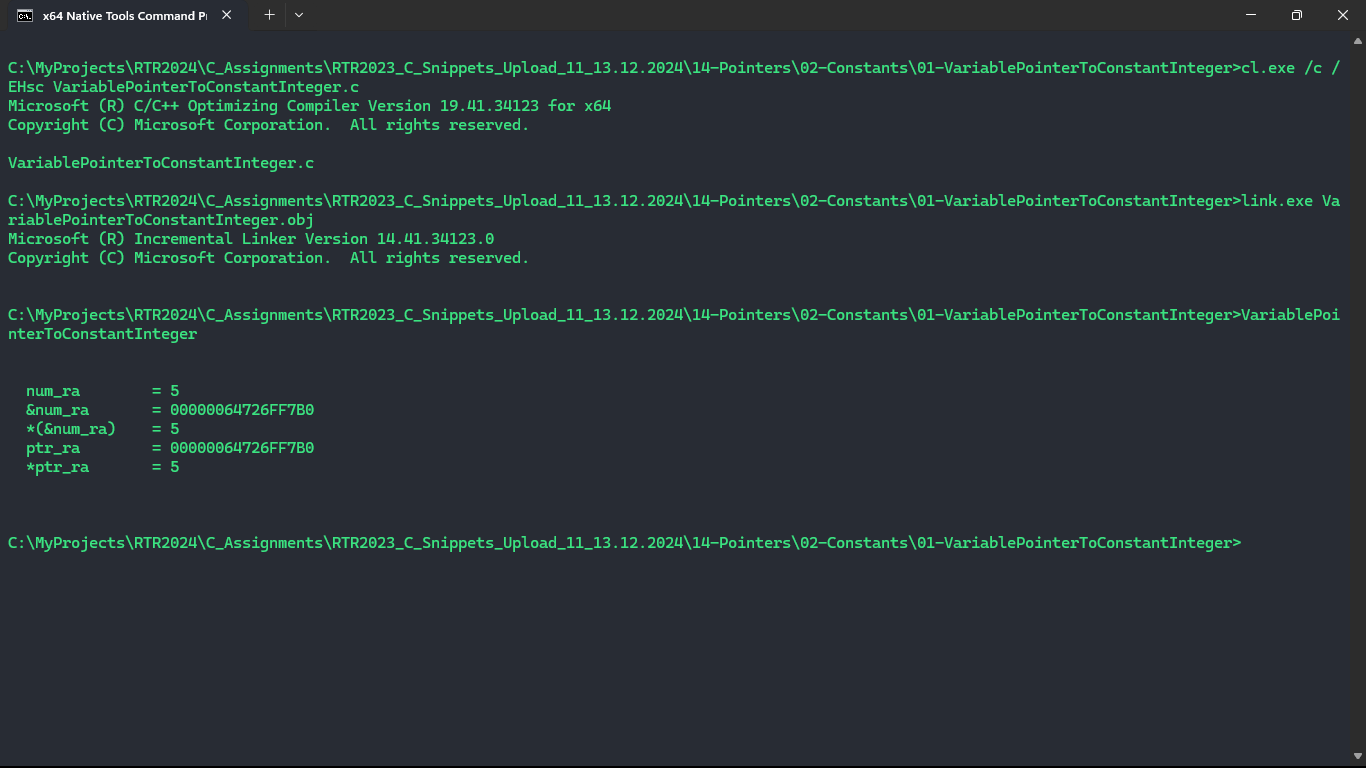 x64 Native Tools Command Pr
C:\MyProjects\RTR2024\C_Assignments\RTR2023_C_Snippets_Upload_11_13.12.2024\14-Pointers\02-Constants\01-VariablePointerToConstantInteger>cl.exe /c /
EHsc VariablePointerToConstantInteger.c
Microsoft (R) C/C++ Optimizing Compiler Version 19.41.34123 for x64
Copyright (C) Microsoft Corporation.  All rights reserved.
VariablePointerToConstantInteger.c
C:\MyProjects\RTR2024\C_Assignments\RTR2023_C_Snippets_Upload_11_13.12.2024\14-Pointers\02-Constants\01-VariablePointerToConstantInteger>link.exe Va
riablePointerToConstantInteger.obj
Microsoft (R) Incremental Linker Version 14.41.34123.0
Copyright (C) Microsoft Corporation.  All rights reserved.
C:\MyProjects\RTR2024\C_Assignments\RTR2023_C_Snippets_Upload_11_13.12.2024\14-Pointers\02-Constants\01-VariablePointerToConstantInteger>VariablePoi
nterToConstantInteger
num_ra        = 5
&num_ra       = 00000064726FF7B0
*(&num_ra)    = 5
ptr_ra        = 00000064726FF7B0
*ptr_ra       = 5
C:\MyProjects\RTR2024\C_Assignments\RTR2023_C_Snippets_Upload_11_13.12.2024\14-Pointers\02-Constants\01-VariablePointerToConstantInteger>